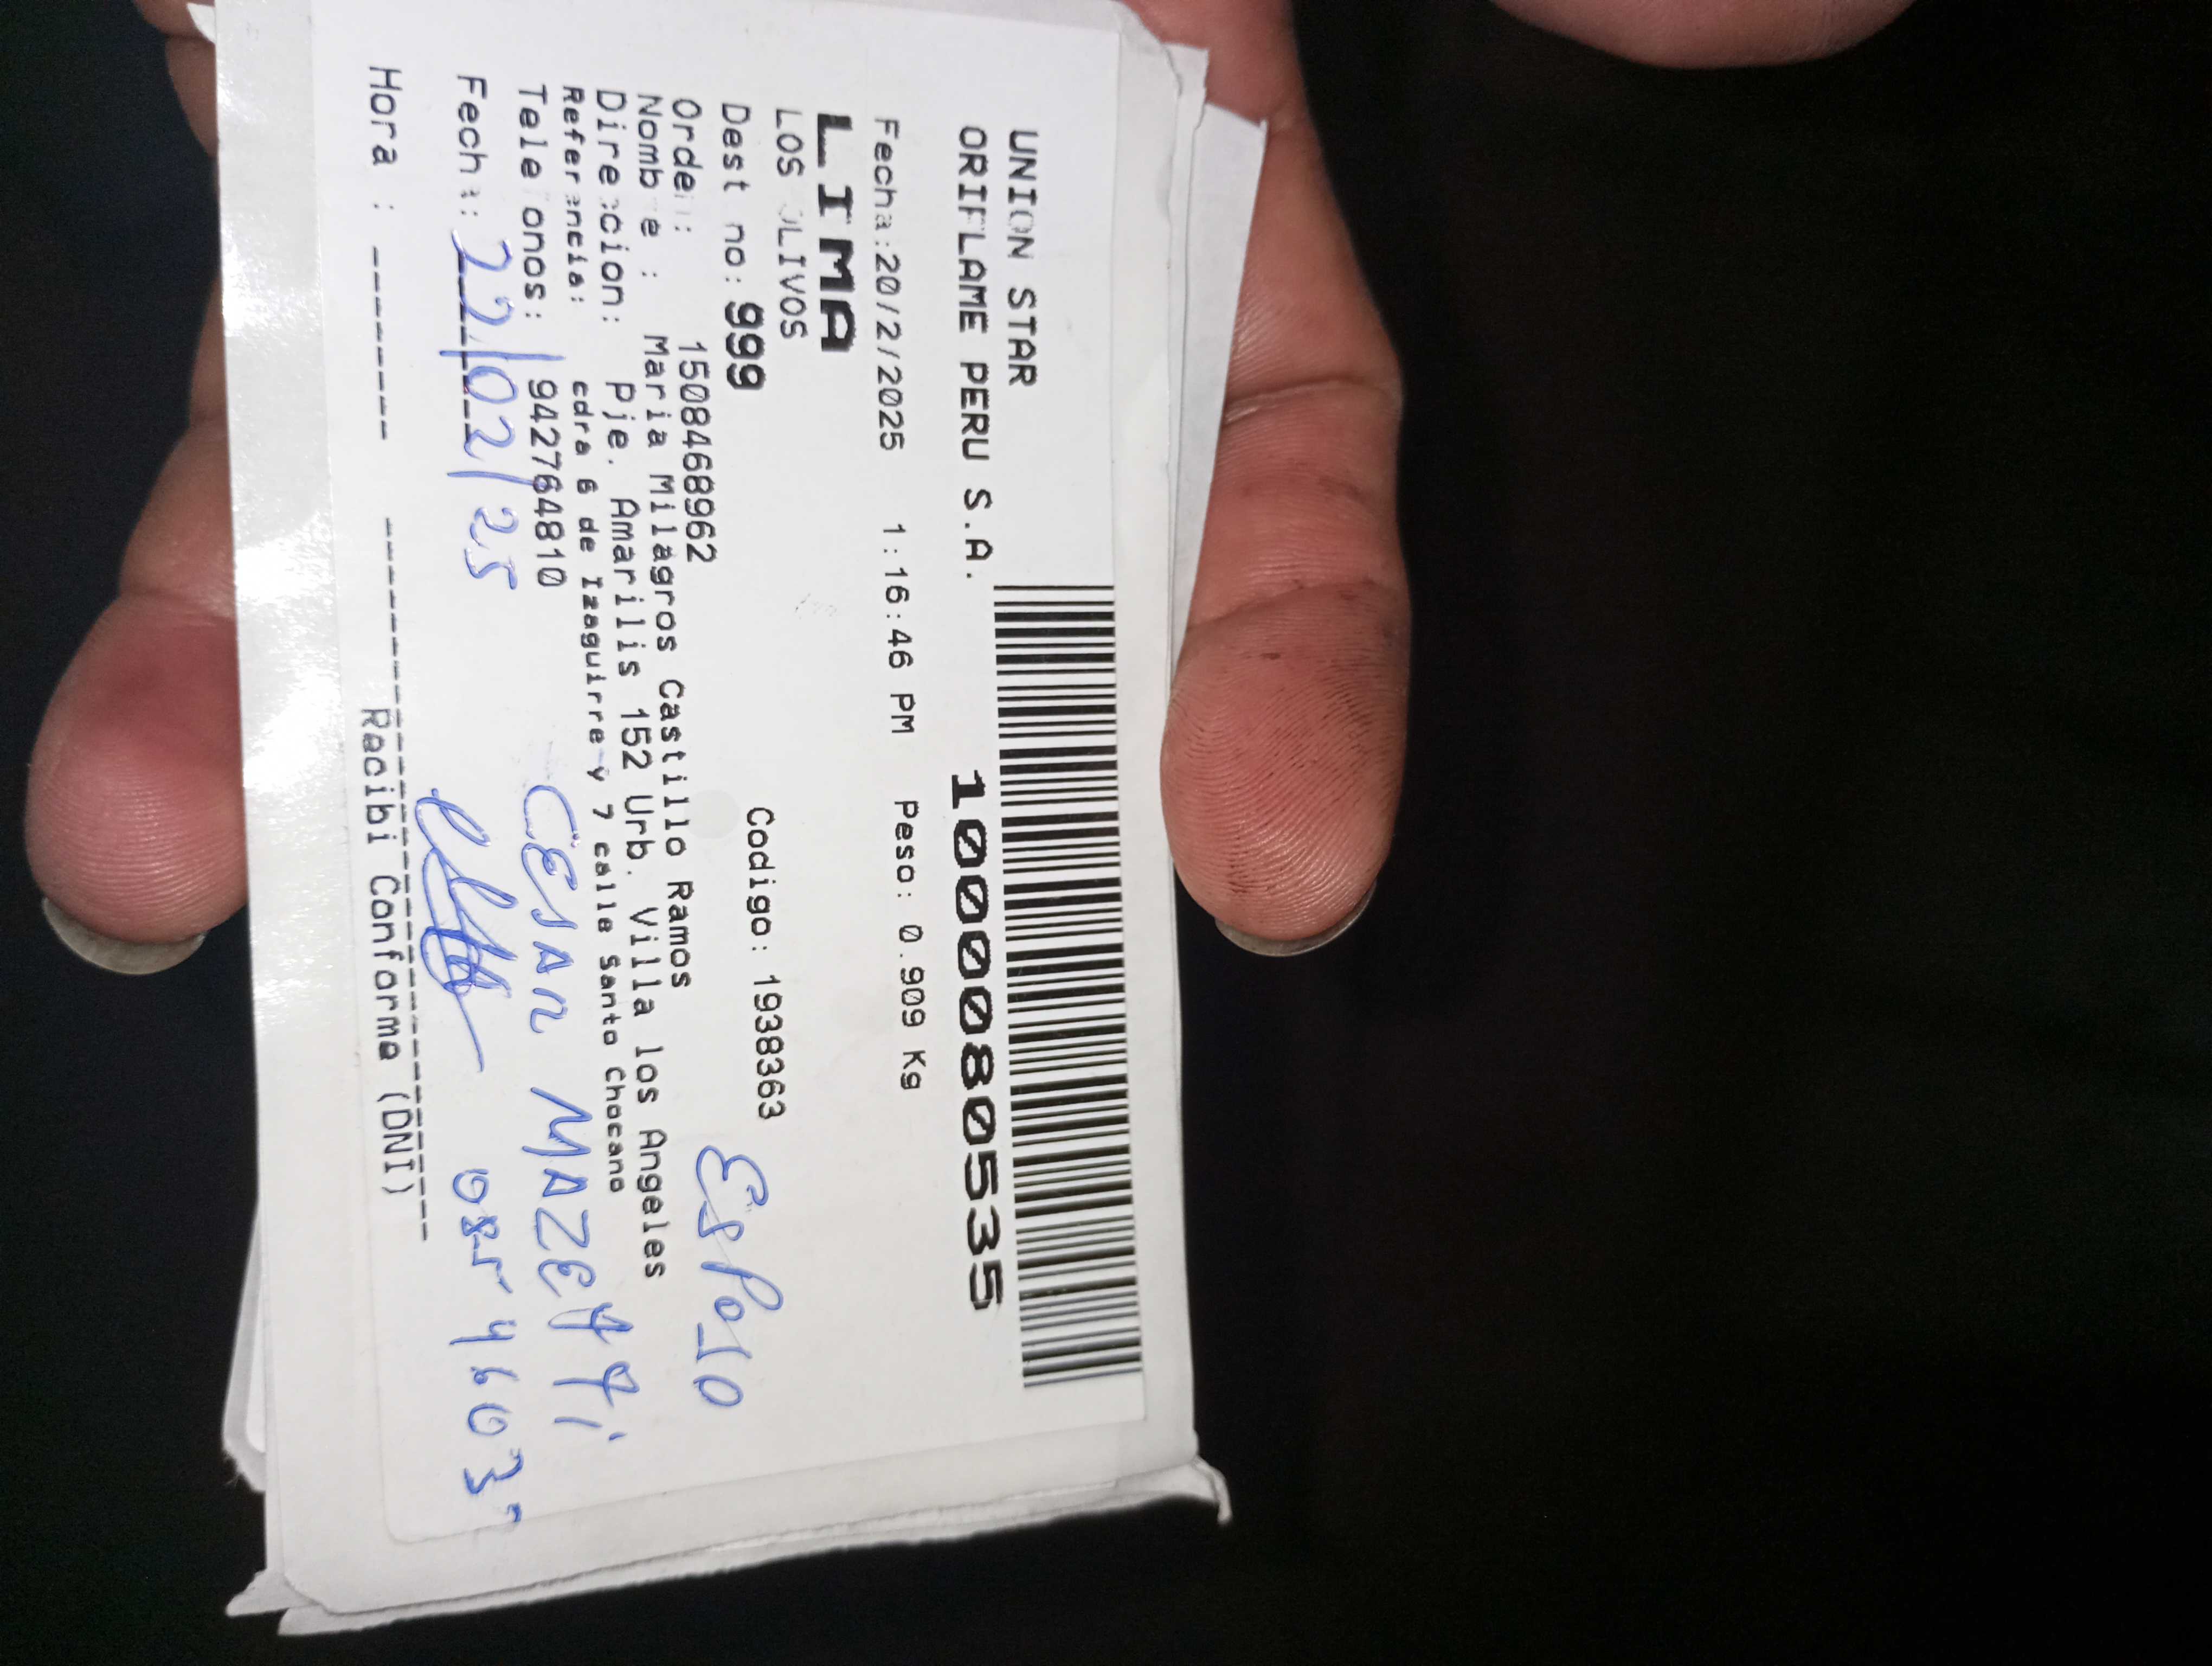 UNION STAR
ORIFLAME PERU S.A. 1000080535
Fecha:20/2/2025 1:16:46 PM Peso: 0.909 Kg
LIMA
LOS OLIVOS
Dest no: 999 Codigo: 1938363
Orden: 1508468962
Nombre : Maria Milagros Castillo Ramos
Esposo
Direccion: Pje. Amarilis 152 Urb. Villa los Angeles
Referencia: cdra 6 de Izaguirre y 7 calle Santo Chocano
Telefonos: 942764810
CESAR MAZETTI
Fecha: 22/02/25
Hora : -------- Recibi Conforme (DNI)